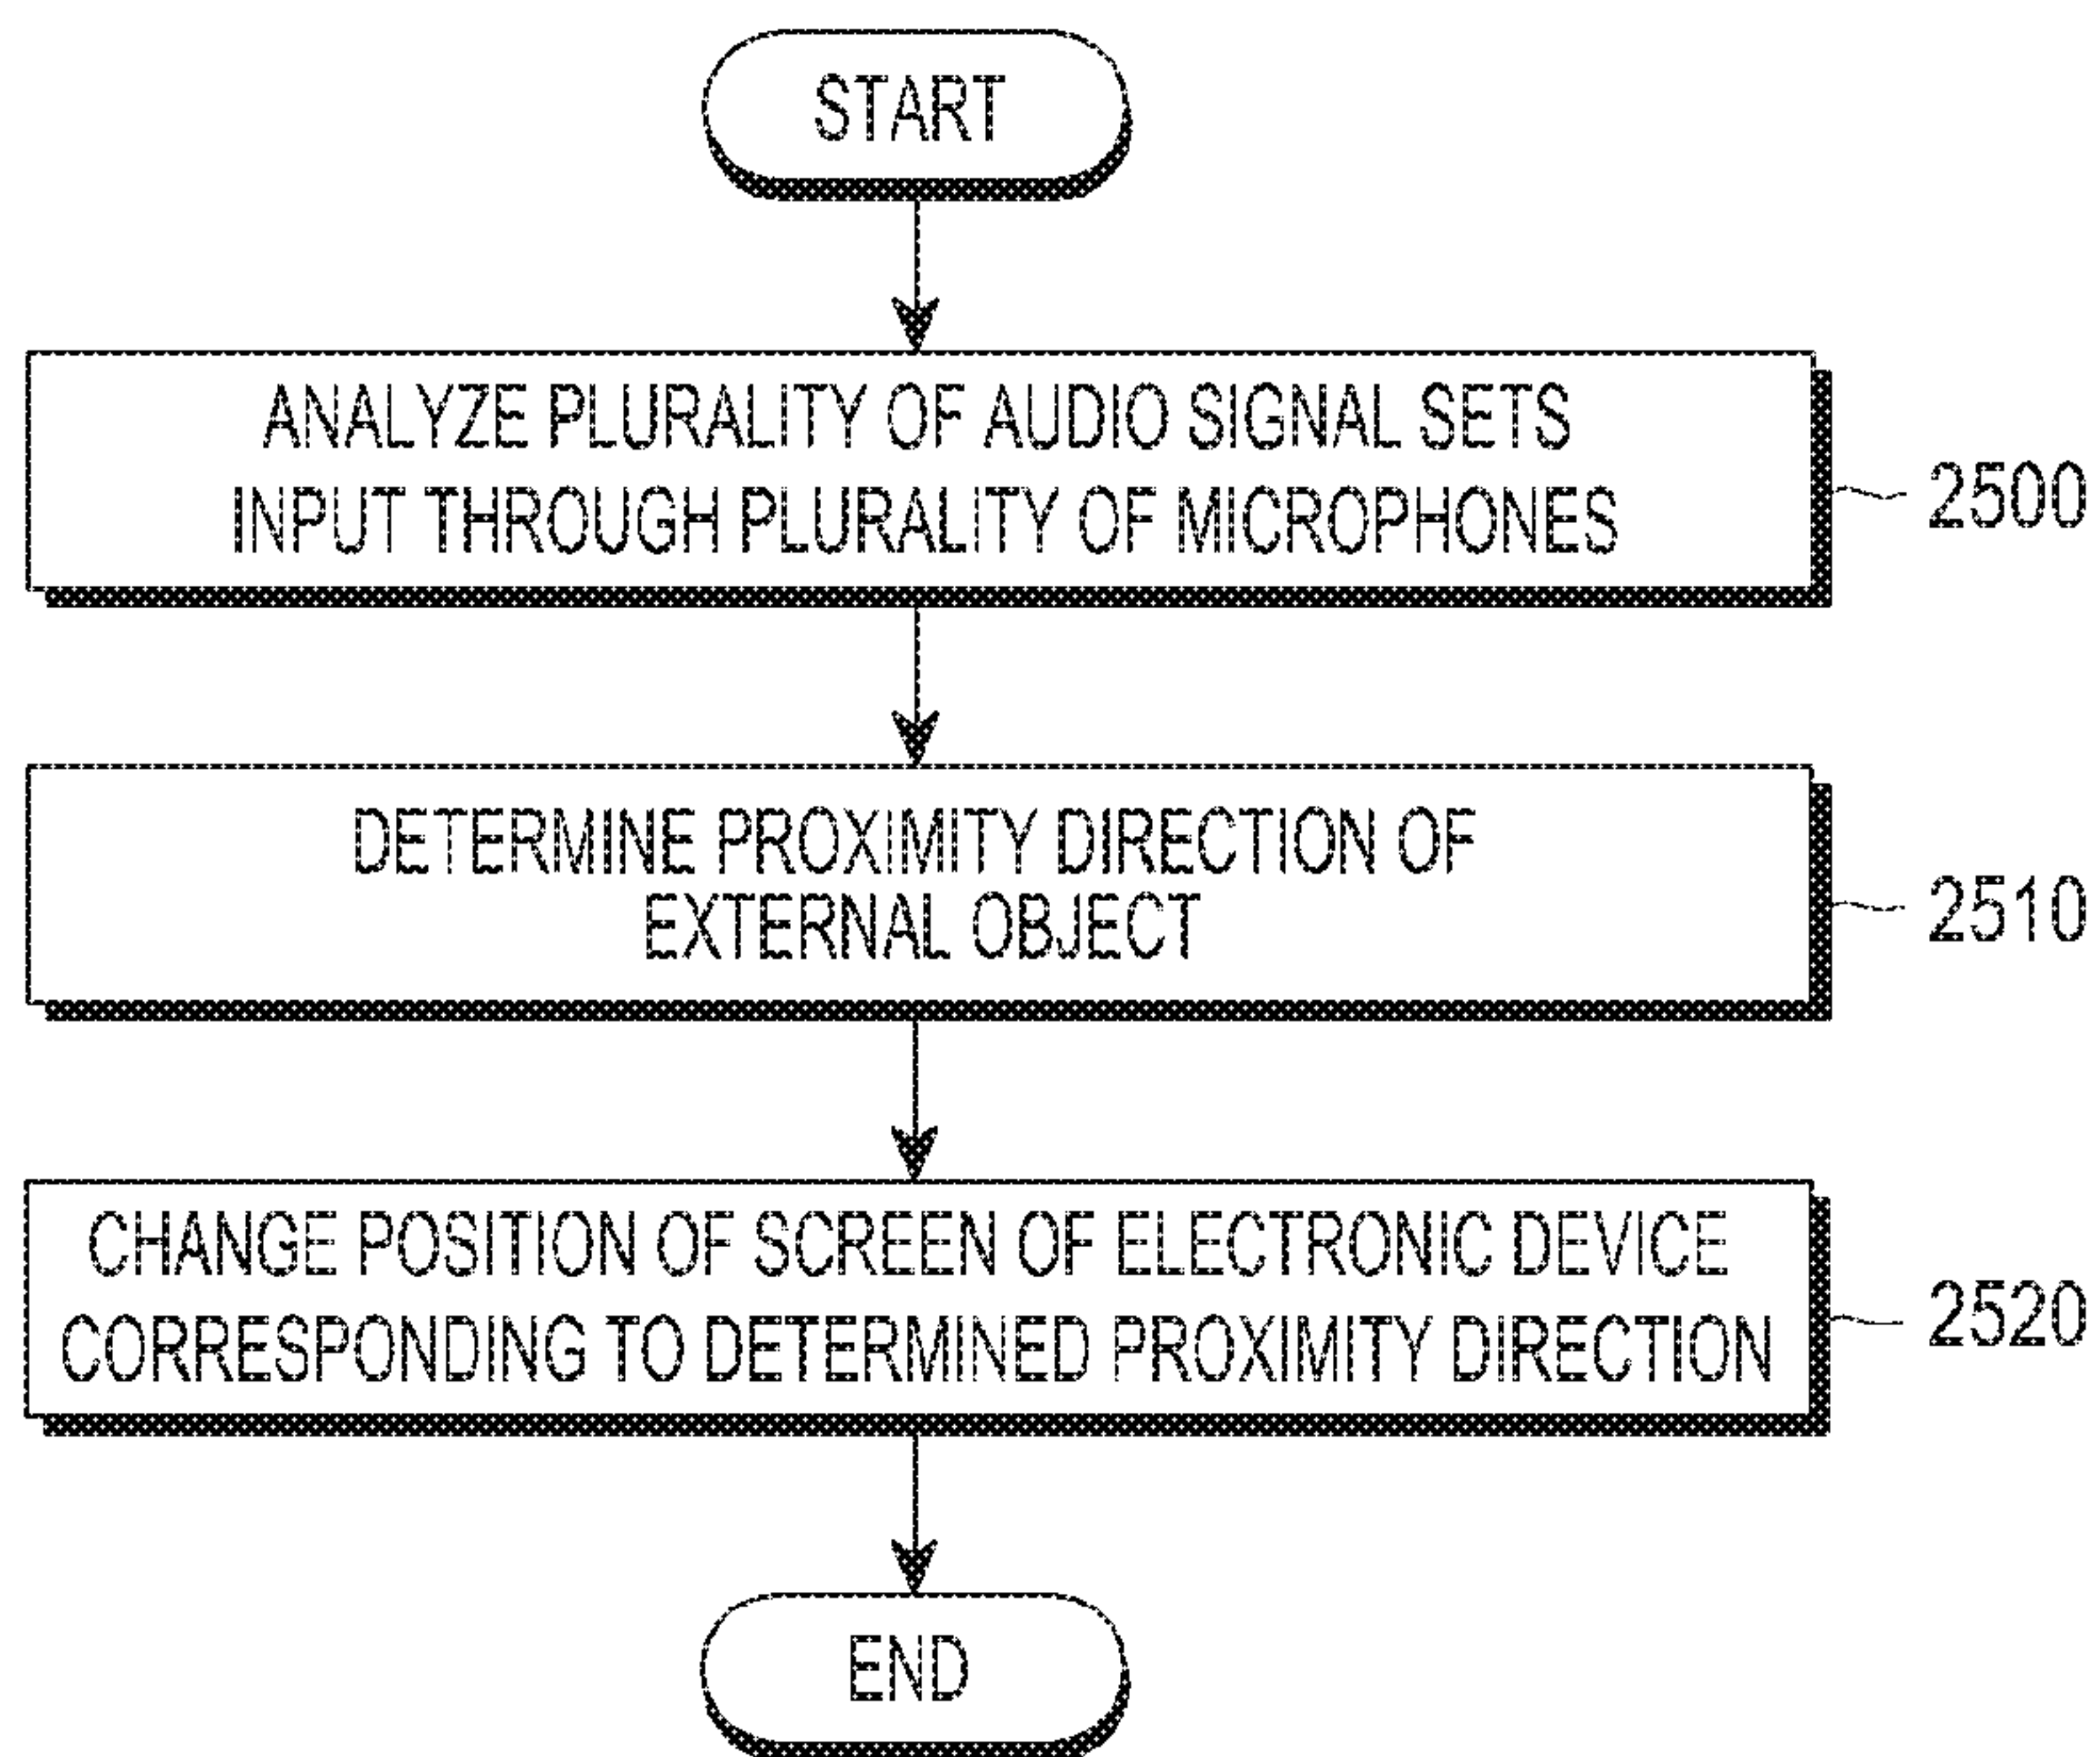 START
ANALYZE PLURALITY OF AUDIO SIGNAL SETS
INPUT THROUGH PLURALITY OF MICROPHONES
2500
DETERMINE PROXIMITY DIRECTION OF
EXTERNAL OBJECT
2510
CHANGE POSITION OF SCREEN OF ELECTRONIC DEVICE
CORRESPONDING TO DETERMINED PROXIMITY DIRECTION
2520
END